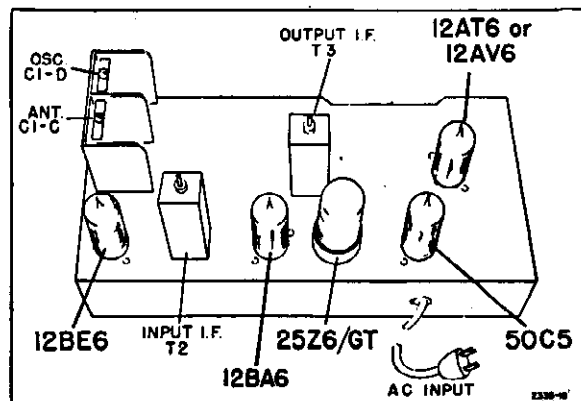 12AT6 or
12AV6
OUTPUT I.F.
T3
OSC.
C1-D
ANT.
C1-C
12BE6
INPUT I.F.
T2
12BA6
25Z6/GT
50C5
AC INPUT